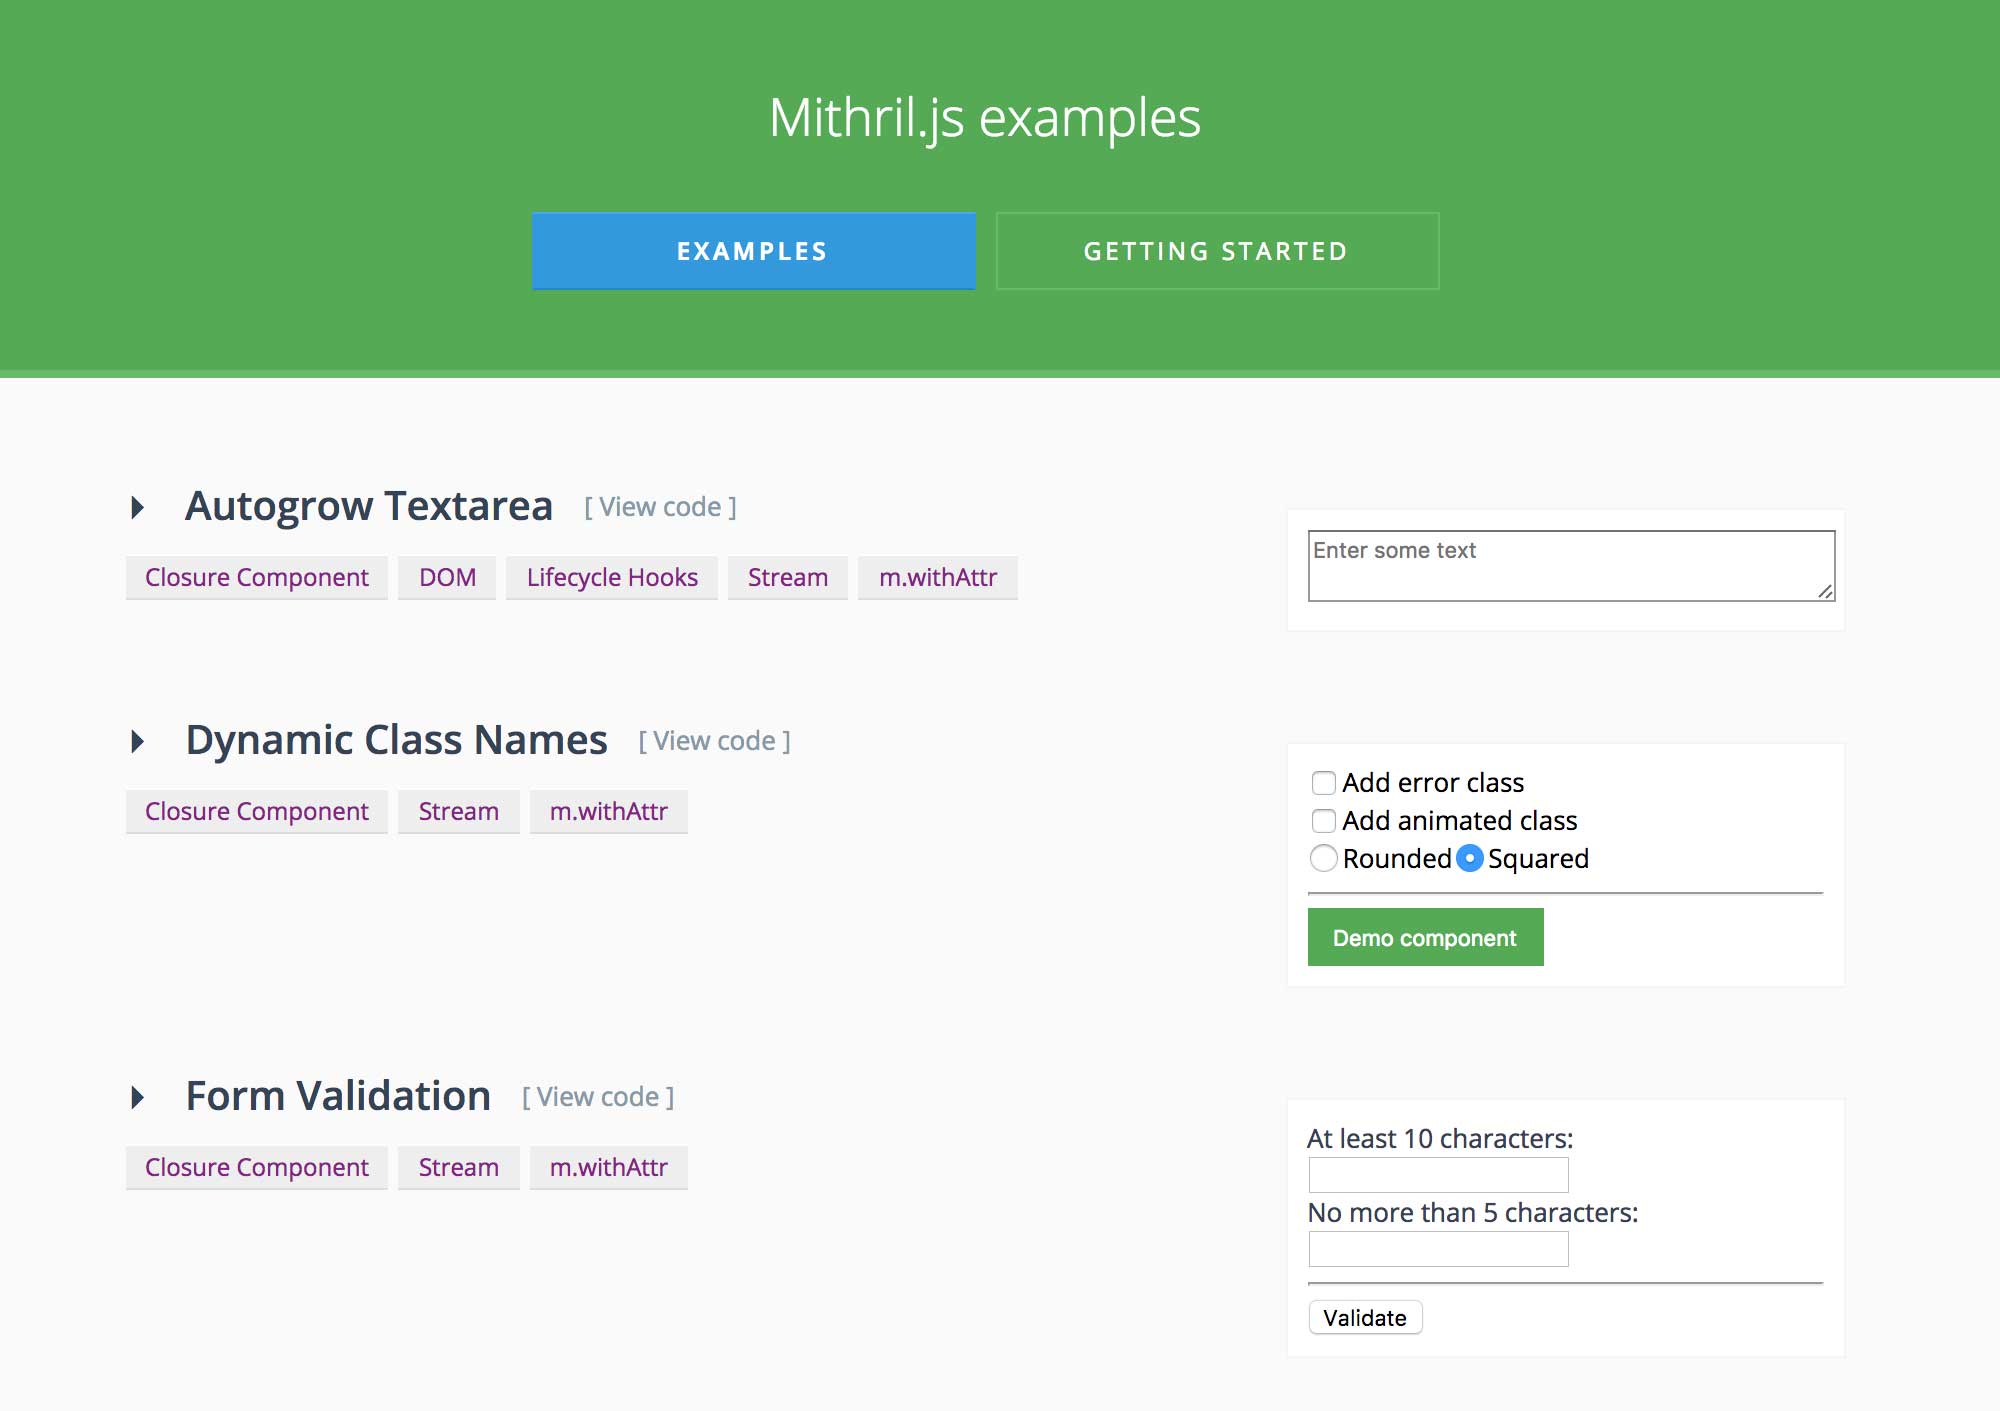 Mithril.js examples
EXAMPLES
GETTING STARTED
Autogrow Textarea [ View code ]
Closure Component DOM Lifecycle Hooks Stream m.withAttr
Enter some text
Dynamic Class Names [ View code ]
Closure Component Stream m.withAttr
Add error class
Add animated class
Rounded Squared
Demo component
Form Validation [ View code ]
Closure Component Stream m.withAttr
At least 10 characters:
No more than 5 characters:
Validate